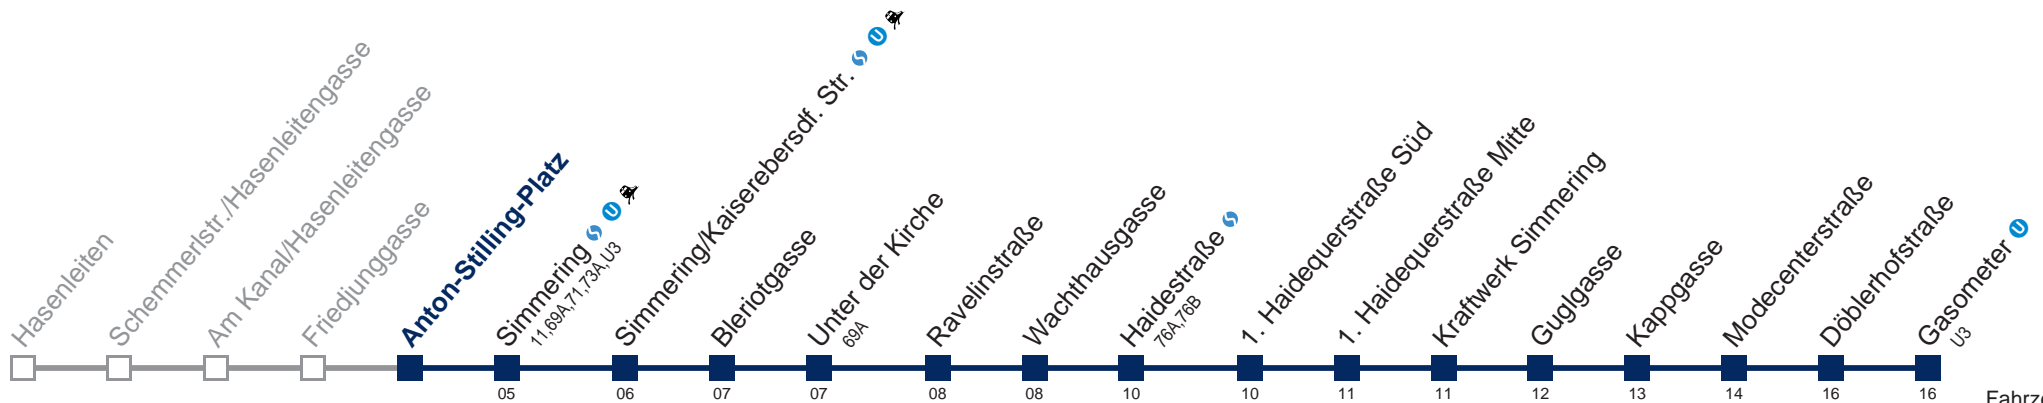 Hasenleiten
Schemmerlstr./Hasenleitengasse
Am Kanal/Hasenleitengasse
Friedjunggasse
Anton-Stilling-Platz
Simmering S U
11,69A,71,73A,U3
Simmering/Kaiserebersdf. Str. S U
Bleriotgasse
Unter der Kirche
69A
Ravelinstraße
Wachthausgasse
Haidestraße S
76A,76B
1. Haidequerstraße Süd
1. Haidequerstraße Mitte
Kraftwerk Simmering
Guglgasse
Kappgasse
Modecenterstraße
Döblerhofstraße
Gasometer U
U3
05 06 07 07 08 08 10 10 11 11 12 13 14 16 16
Fahrz